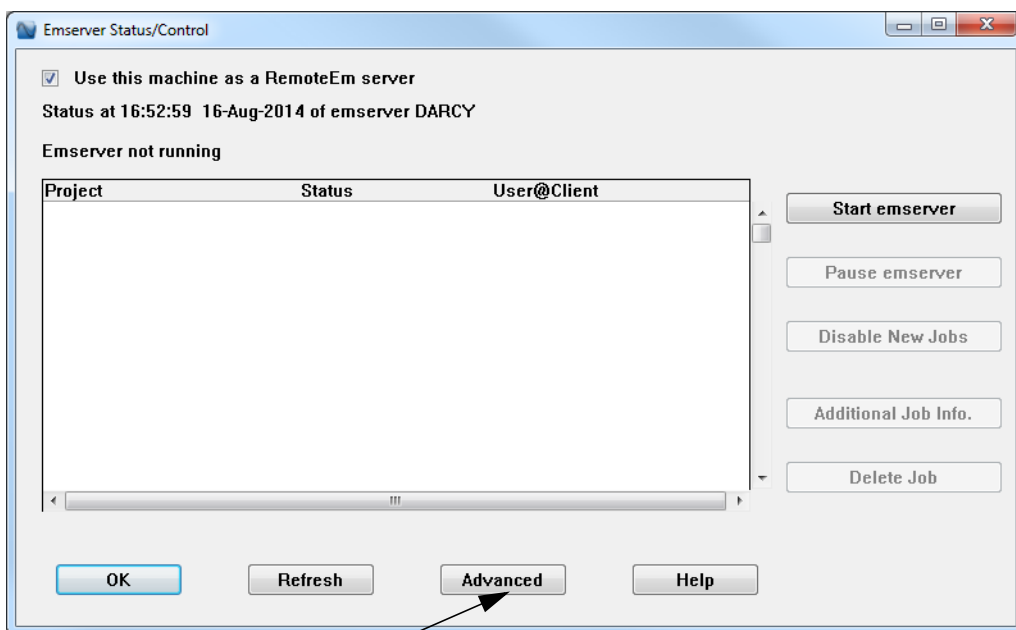 Emserver Status/Control
Use this machine as a RemoteEm server
Status at 16:52:59 16-Aug-2014 of emserver DARCY
Emserver not running
Project Status User@Client
Start emserver
Pause emserver
Disable New Jobs
Additional Job Info.
Delete Job
OK Refresh Advanced Help